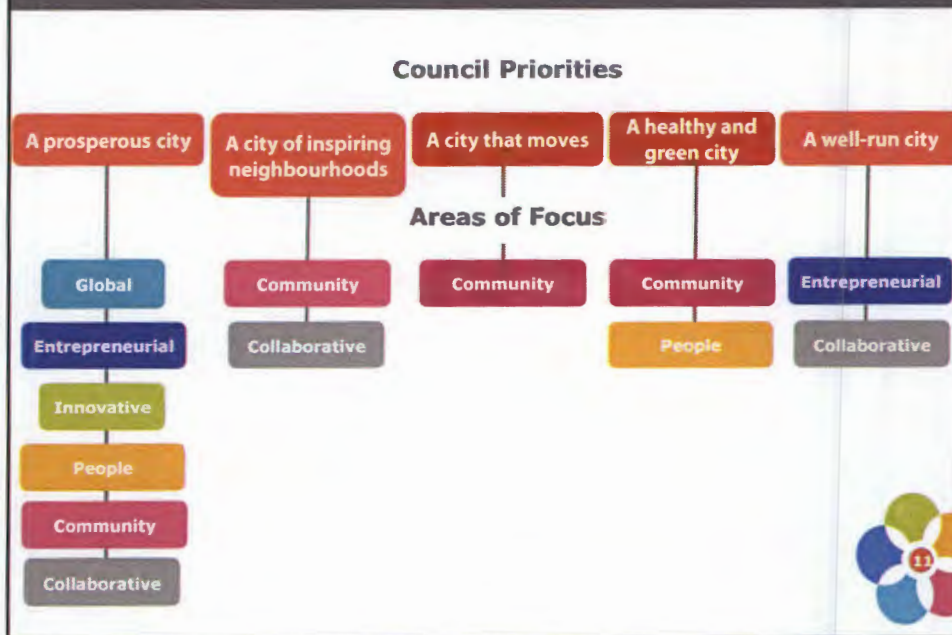 Council Priorities
A prosperous city
A city of inspiring
neighbourhoods
A city that moves
A healthy and
green city
A well-run city
Areas of Focus
Global
Entrepreneurial
Innovative
People
Community
Collaborative
Community
Collaborative
Community
Community
People
Entrepreneurial
Collaborative
11